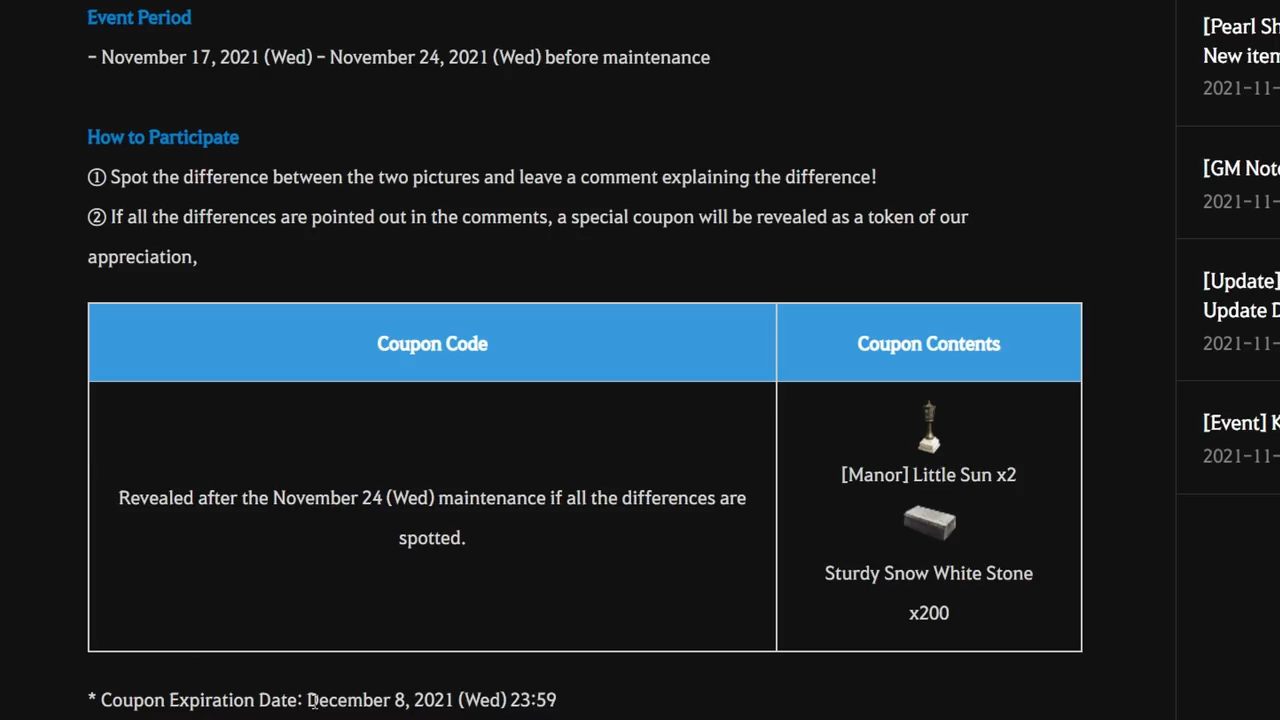 Event Period
- November 17, 2021 (Wed) - November 24, 2021 (Wed) before maintenance
How to Participate
① Spot the difference between the two pictures and leave a comment explaining the difference!
② If all the differences are pointed out in the comments, a special coupon will be revealed as a token of our
appreciation,
Coupon Code
Coupon Contents
Revealed after the November 24 (Wed) maintenance if all the differences are
spotted.
[Manor] Little Sun x2
Sturdy Snow White Stone
x200
* Coupon Expiration Date: December 8, 2021 (Wed) 23:59
[Pearl
New
2021-11-
[GM
2021-11-
[Update]
Update
2021-11-
[Event]
2021-11-